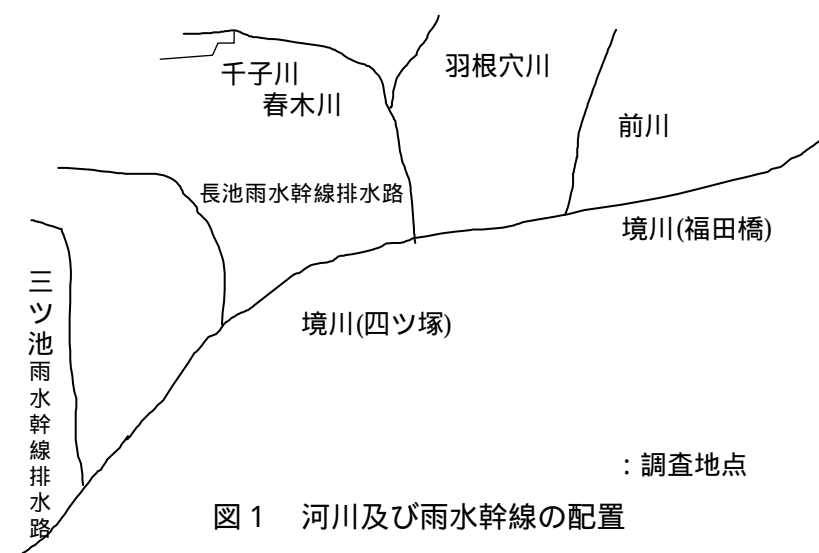 千子川
春木川
羽根穴川
前川
長池雨水幹線排水路
境川(福田橋)
三ツ池雨水幹線排水路
境川(四ツ塚)
：調査地点
図1 河川及び雨水幹線の配置